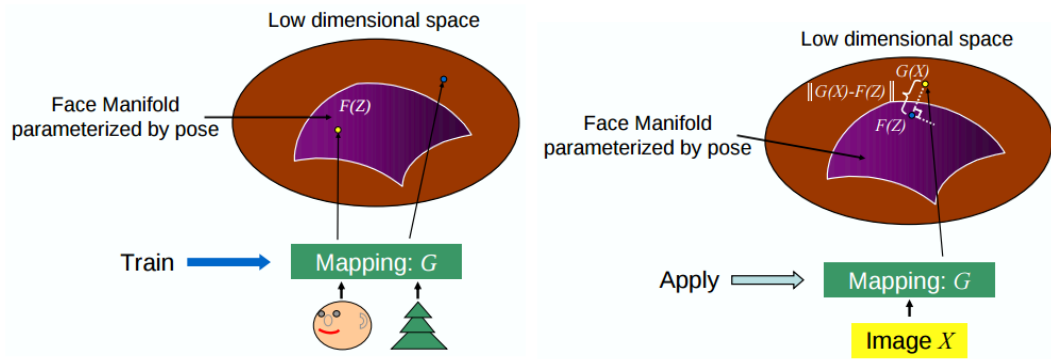 Low dimensional space
F(Z)
Face Manifold
parameterized by pose
Train
Mapping: G
Low dimensional space
G(X)
‖G(X)-F(Z)‖
F(Z)
Face Manifold
parameterized by pose
Apply
Mapping: G
Image X